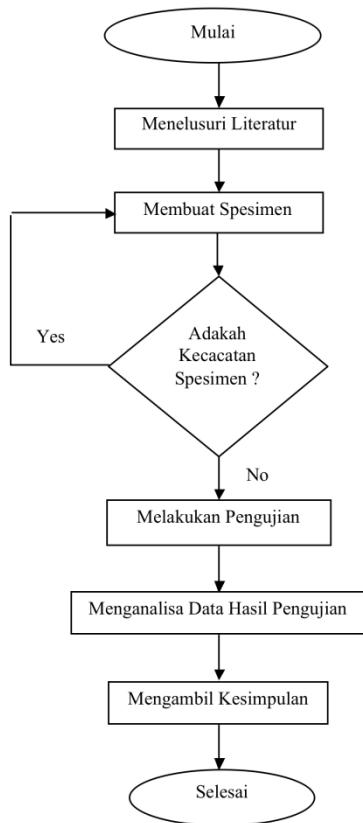 Mulai
Menelusuri Literatur
Membuat Spesimen
Yes
Adakah
Kecacatan
Spesimen ?
No
Melakukan Pengujian
Menganalisa Data Hasil Pengujian
Mengambil Kesimpulan
Selesai